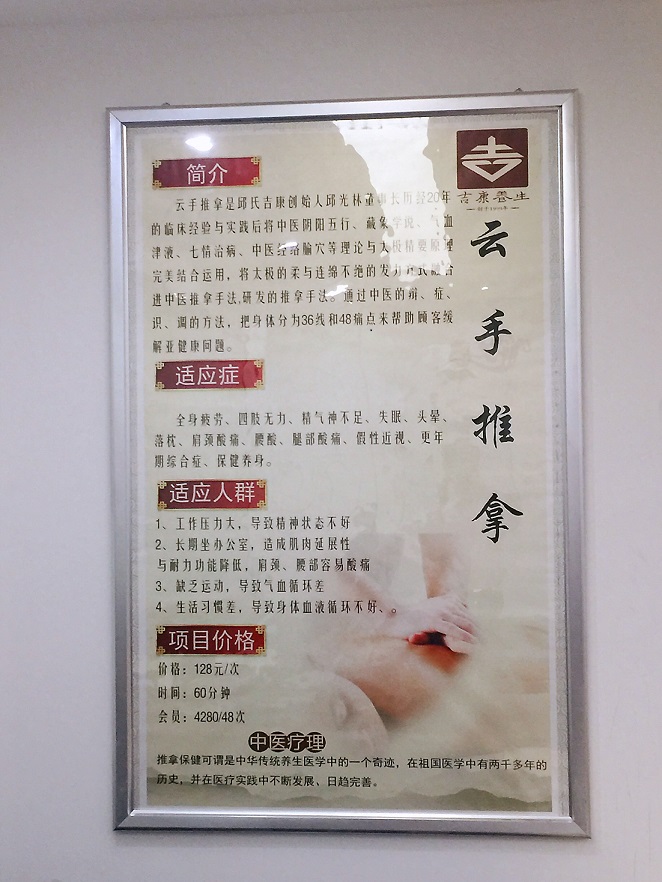 吉康养生
云手推拿
简介
云手推拿是邱氏吉康创始人邱光林董事长历经20年
的临床经验与实践后将中医阴阳五行、藏象学说、气血
津液、七情治病、中医经络腧穴等理论与太极精要原理
完美结合运用，将太极的柔与连绵不绝的发力方式融合
进中医推拿手法,研发的推拿手法。通过中医的辩、症、
识、调的方法，把身体分为36线和48痛点来帮助顾客缓
解亚健康问题。
适应症
全身疲劳、四肢无力、精气神不足、失眠、头晕、
落枕、肩颈酸痛、腰酸、腿部酸痛、假性近视、更年
期综合症、保健养身。
适应人群
1、工作压力大，导致精神状态不好
2、长期坐办公室，造成肌肉延展性
与耐力功能降低，肩颈、腰部容易酸痛
3、缺乏运动，导致气血循环差
4、生活习惯差，导致身体血液循环不好、。
项目价格
价格：128元/次
时间：60分钟
会员：4280/48次
中医疗理
推拿保健可谓是中华传统养生医学中的一个奇迹，在祖国医学中有两千多年的
历史，并在医疗实践中不断发展、日趋完善。